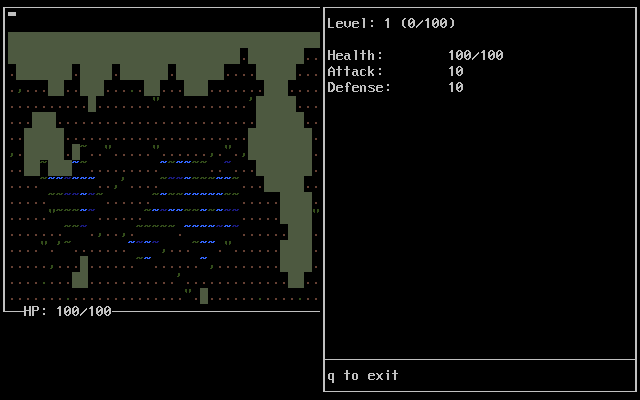 Level: 1 (0/100)
Health: 100/100
Attack: 10
Defense: 10
HP: 100/100
q to exit